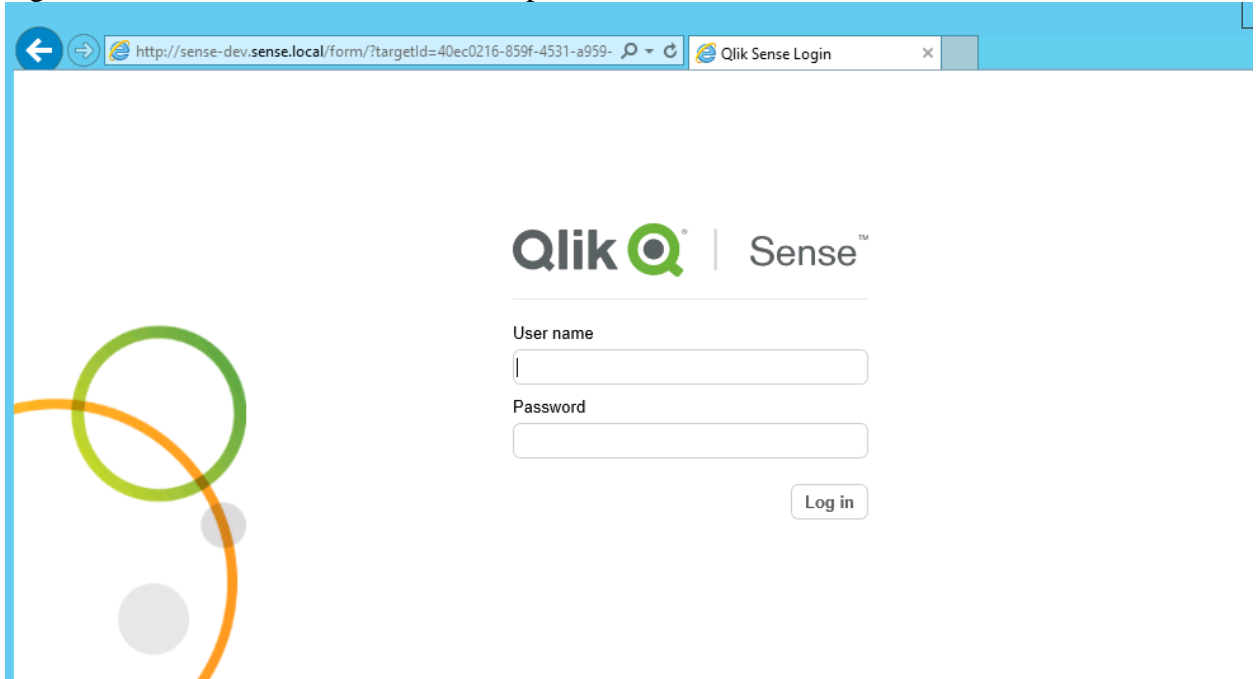 http://sense-dev.sense.local/form/?targetId=40ec0216-859f-4531-a959-
Qlik Sense Login
Qlik Q® | Sense™
User name
Password
Log in